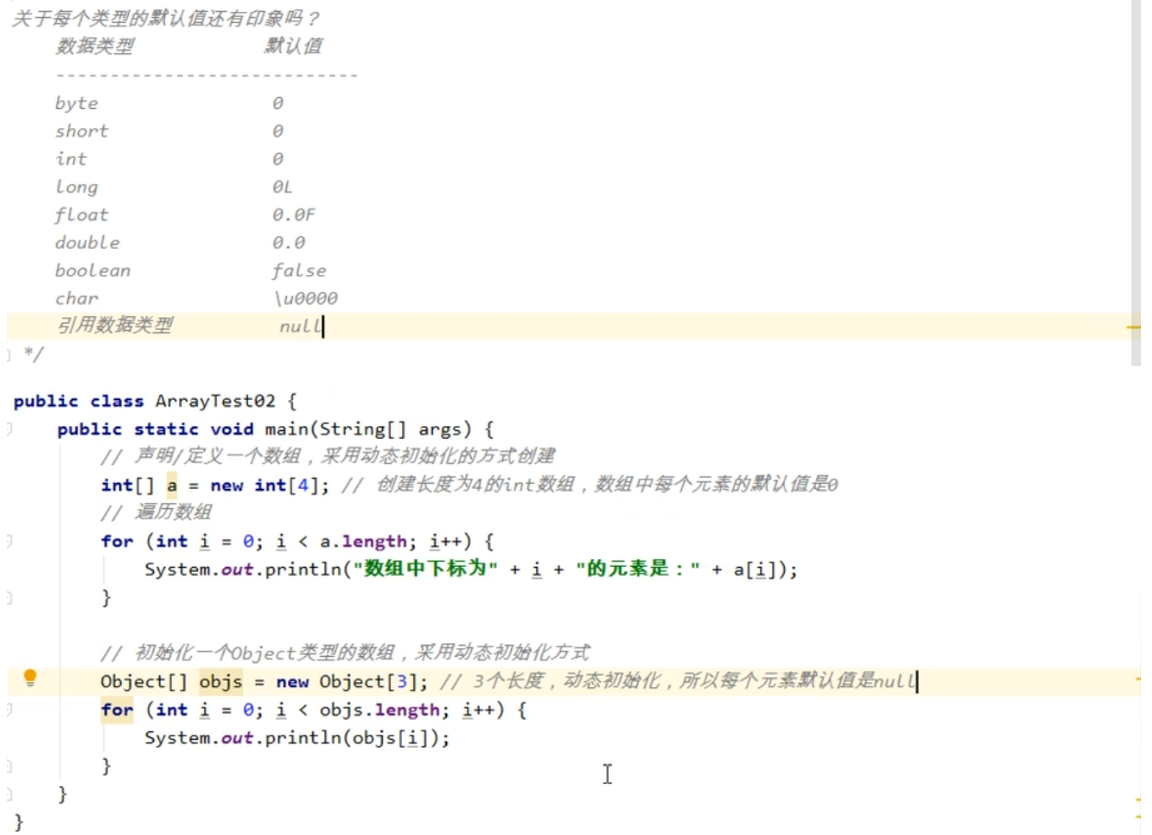 关于每个类型的默认值还有印象吗？
数据类型 默认值
----------------------------
byte 0
short 0
int 0
long 0L
float 0.0F
double 0.0
boolean false
char \u0000
引用数据类型 null
*/
public class ArrayTest02 {
public static void main(String[] args) {
// 声明/定义一个数组，采用动态初始化的方式创建
int[] a = new int[4]; // 创建长度为4的int数组，数组中每个元素的默认值是0
// 遍历数组
for (int i = 0; i < a.length; i++) {
System.out.println("数组中下标为" + i + "的元素是：" + a[i]);
}
// 初始化一个Object类型的数组，采用动态初始化方式
Object[] objs = new Object[3]; // 3个长度，动态初始化，所以每个元素默认值是null
for (int i = 0; i < objs.length; i++) {
System.out.println(objs[i]);
}
}
}